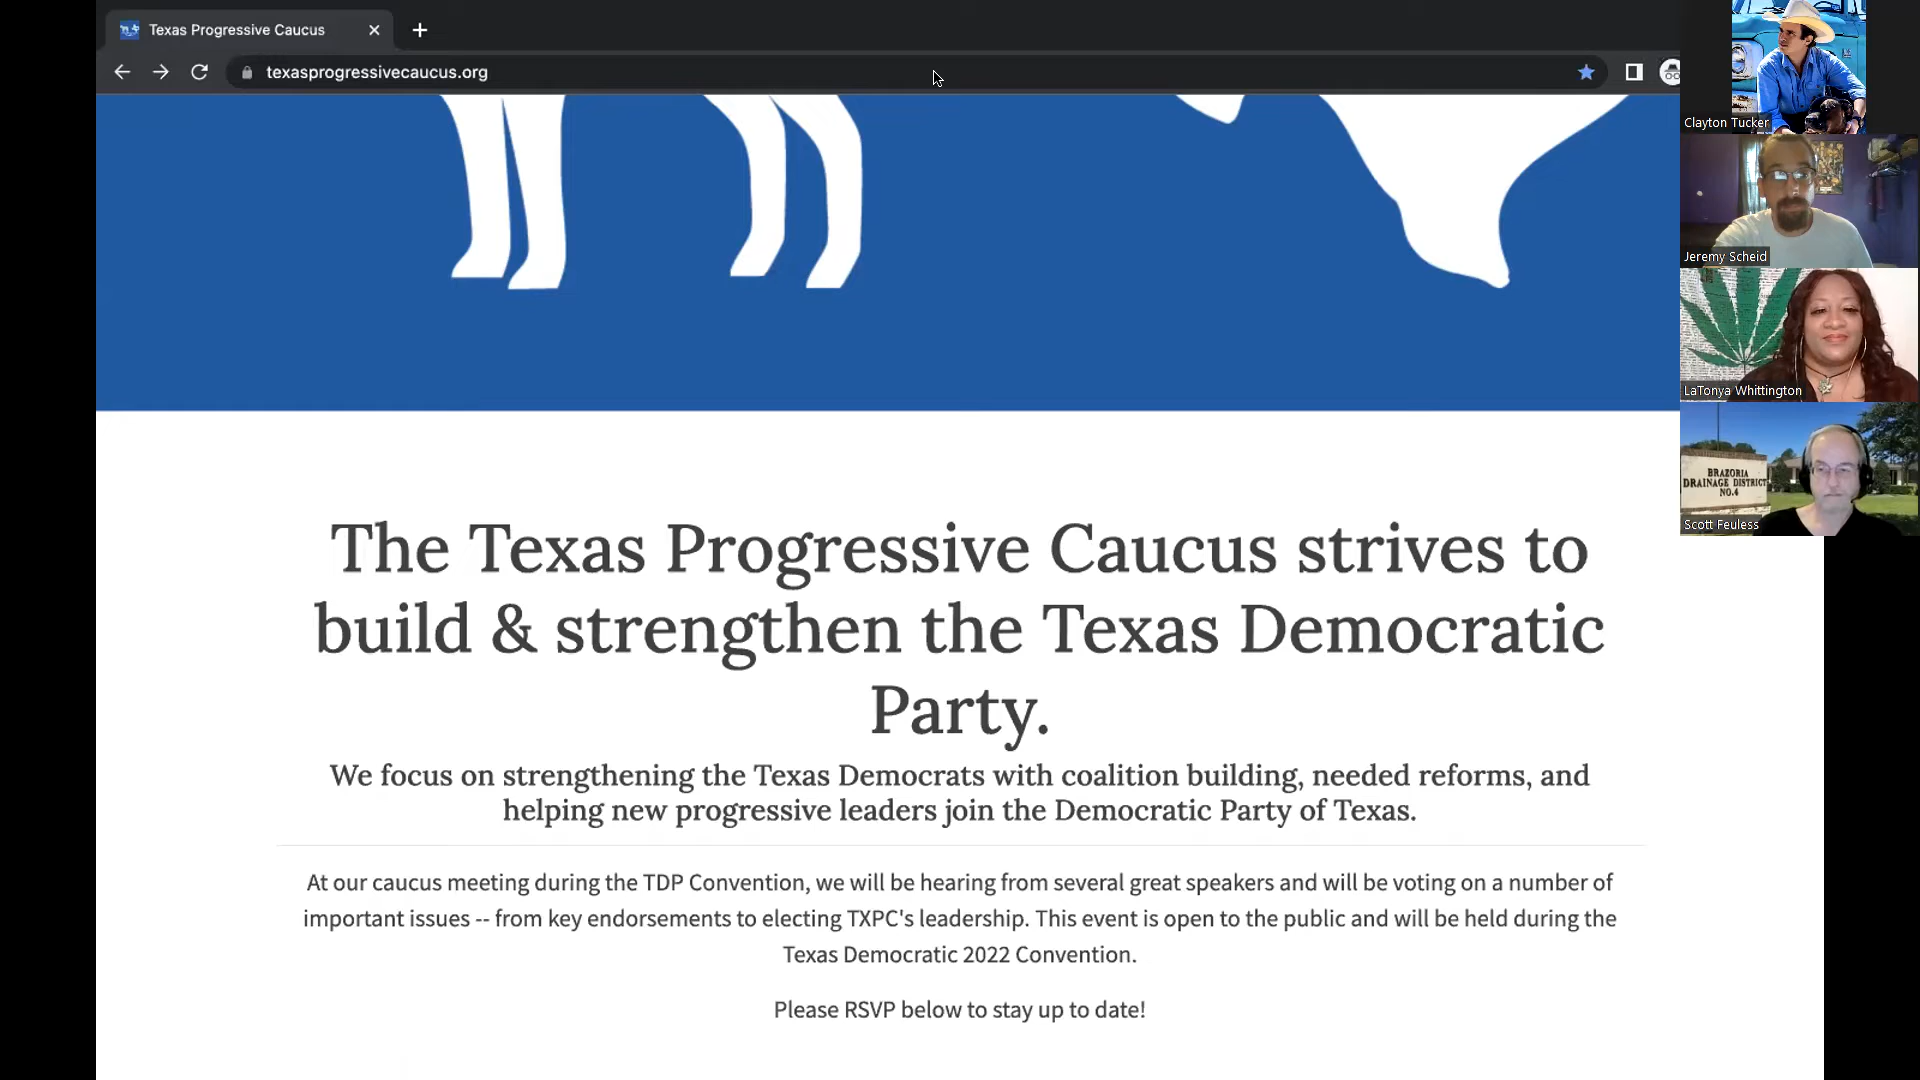 Texas Progressive Caucus
texasprogressivecaucus.org
Clayton Tucker
Jeremy Scheid
LaTonya Whittington
BRAZORIA
DRAINAGE DISTRICT
NO.4
Scott Feuless
The Texas Progressive Caucus strives to
build & strengthen the Texas Democratic
Party.
We focus on strengthening the Texas Democrats with coalition building, needed reforms, and
helping new progressive leaders join the Democratic Party of Texas.
At our caucus meeting during the TDP Convention, we will be hearing from several great speakers and will be voting on a number of
important issues -- from key endorsements to electing TXPC's leadership. This event is open to the public and will be held during the
Texas Democratic 2022 Convention.
Please RSVP below to stay up to date!